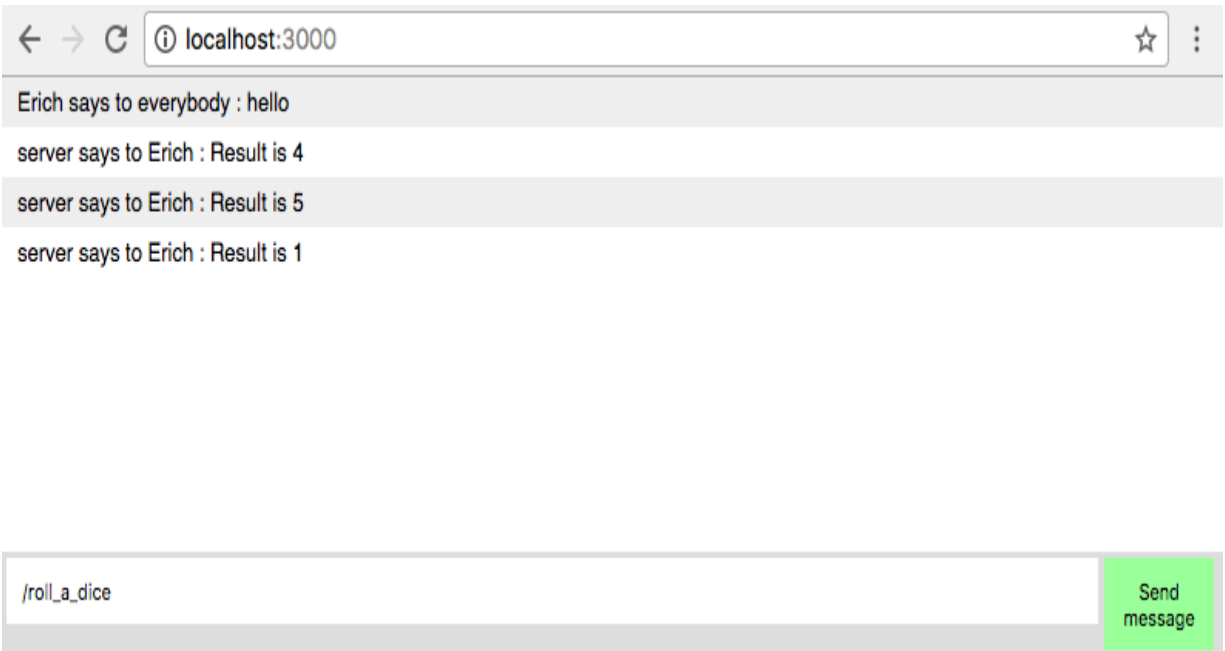 localhost:3000
Erich says to everybody : hello
server says to Erich : Result is 4
server says to Erich : Result is 5
server says to Erich : Result is 1
/roll_a_dice
Send
message